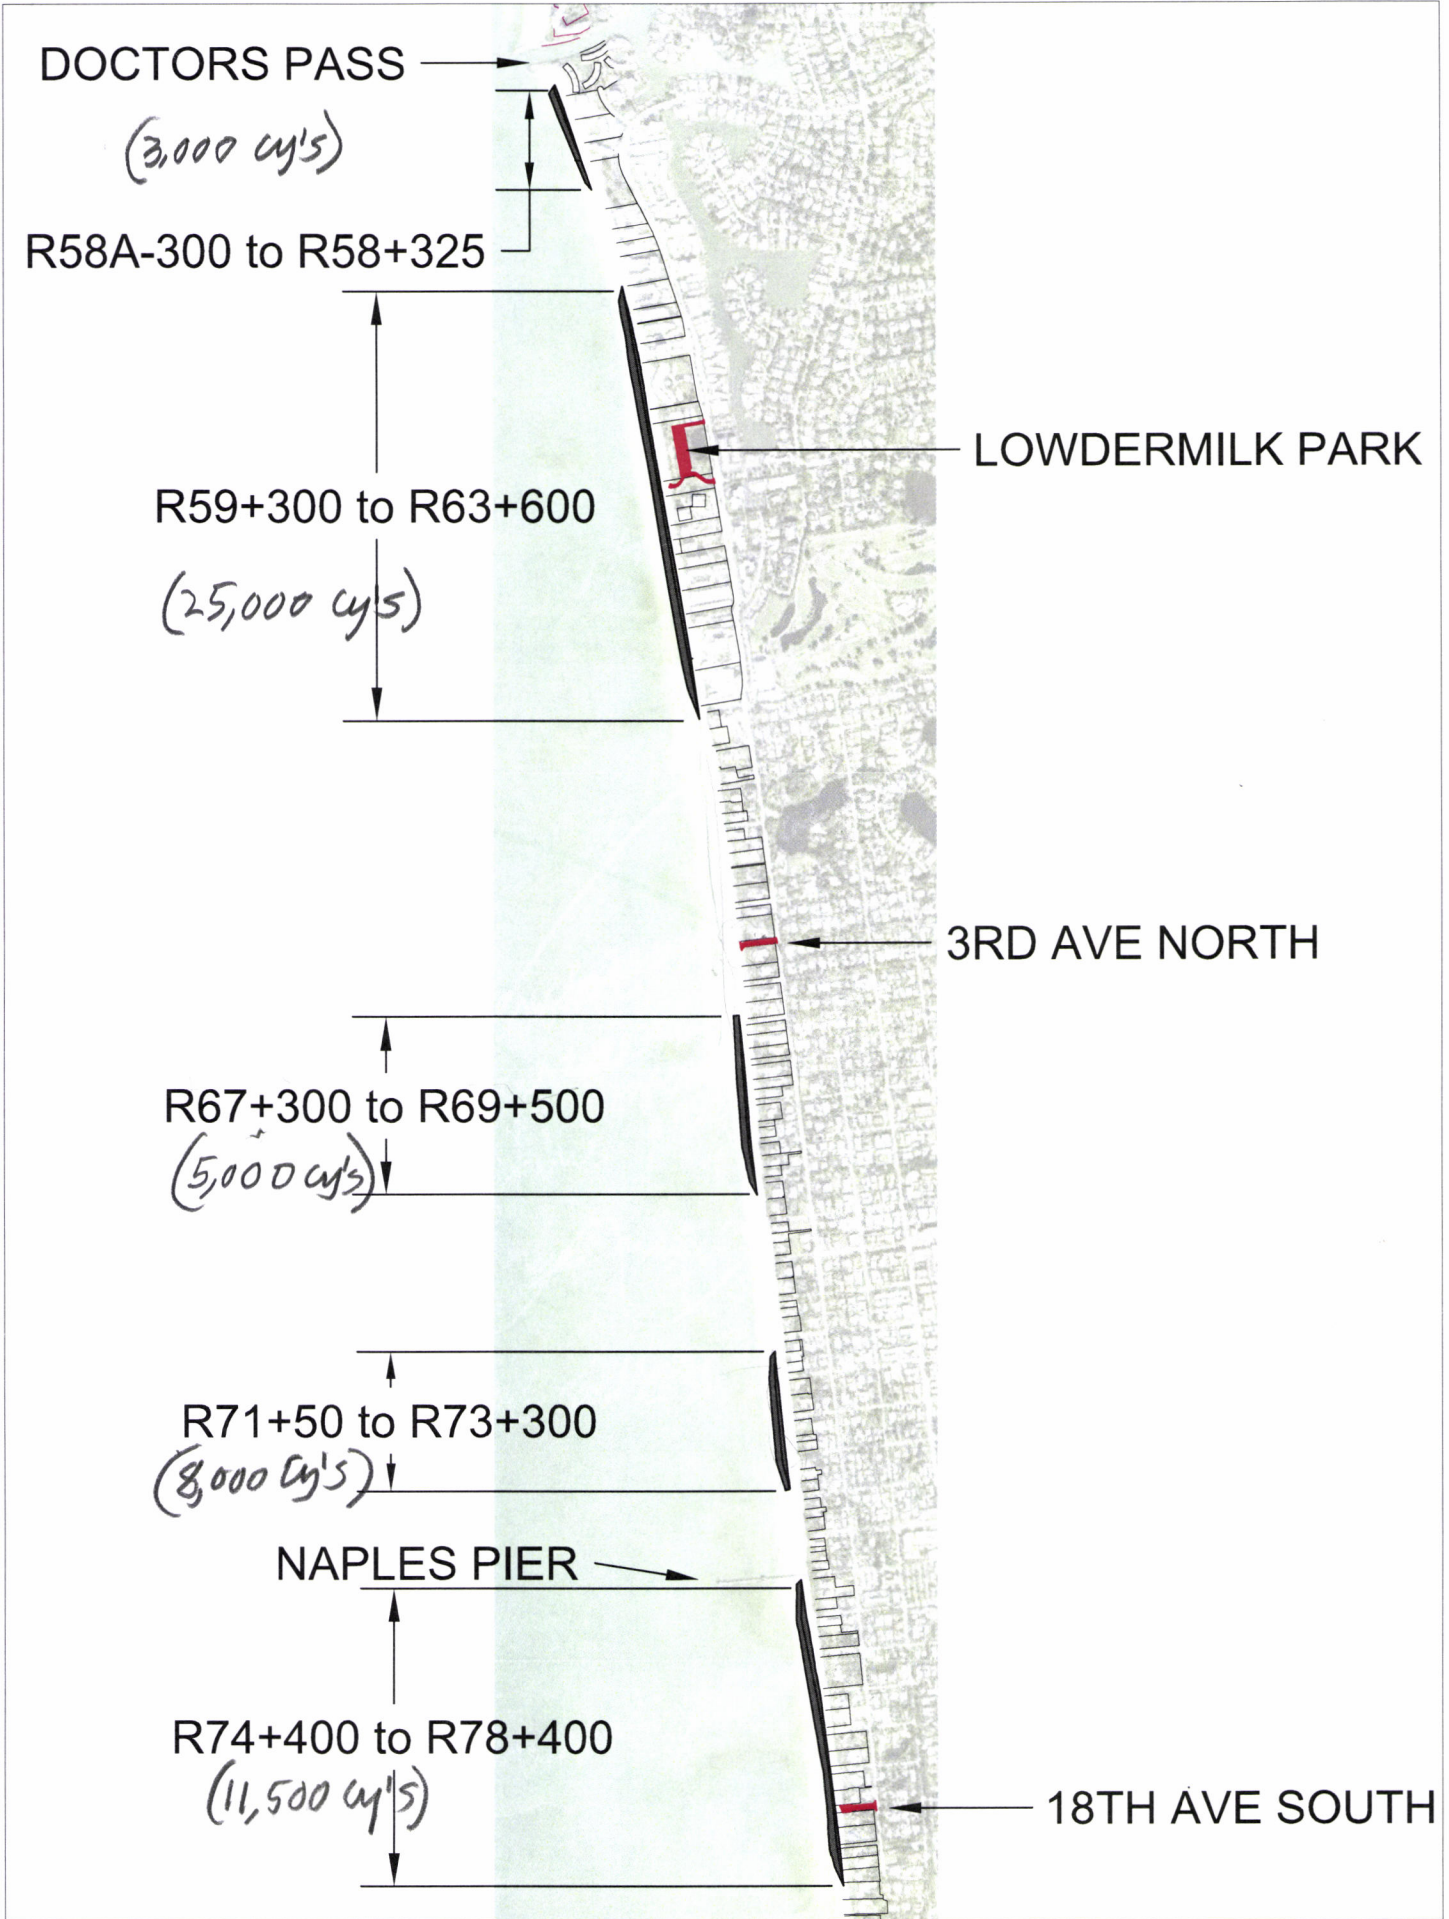 DOCTORS PASS
(3,000 cy's)
R58A-300 to R58+325
LOWDERMILK PARK
R59+300 to R63+600
(25,000 cy's)
3RD AVE NORTH
R67+300 to R69+500
(5,000 cy's)
R71+50 to R73+300
(8,000 cy's)
NAPLES PIER
R74+400 to R78+400
(11,500 cy's)
18TH AVE SOUTH